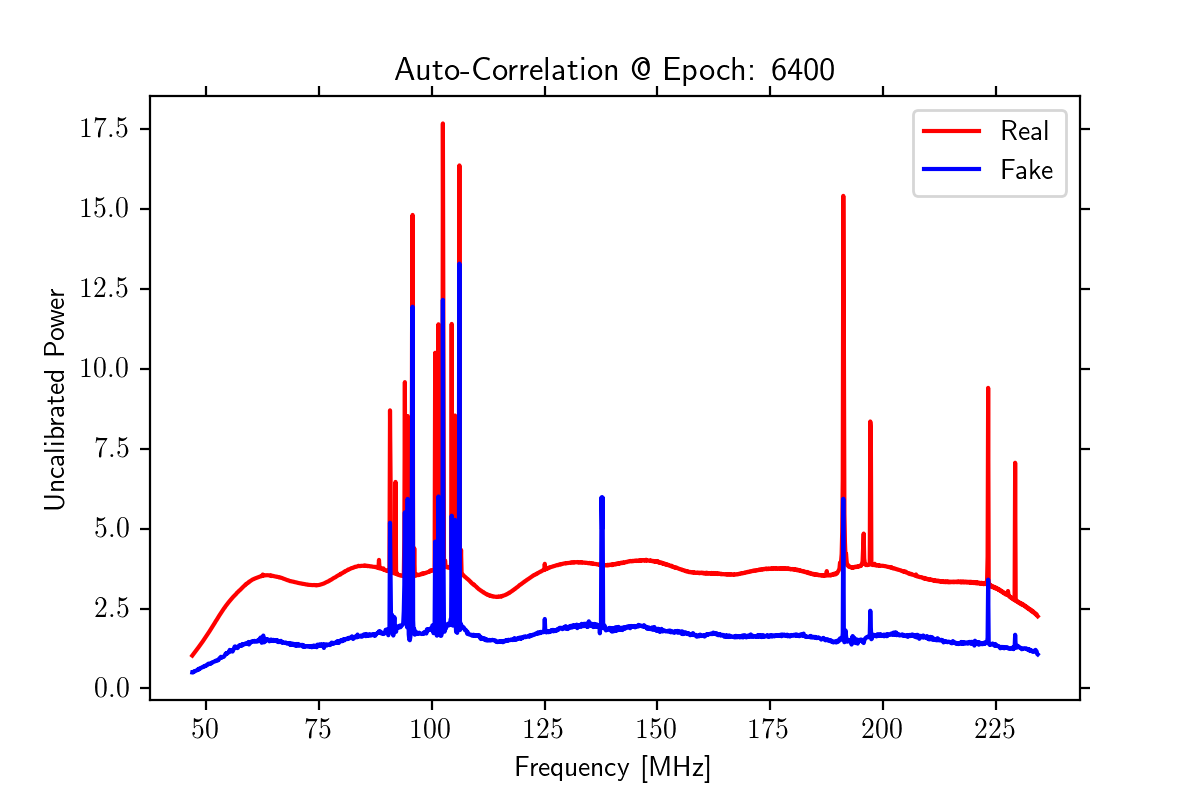 Auto-Correlation @ Epoch: 6400
Real
Fake
17.5
15.0
12.5
10.0
7.5
5.0
2.5
0.0
Uncalibrated Power
50 75 100 125 150 175 200 225
Frequency [MHz]